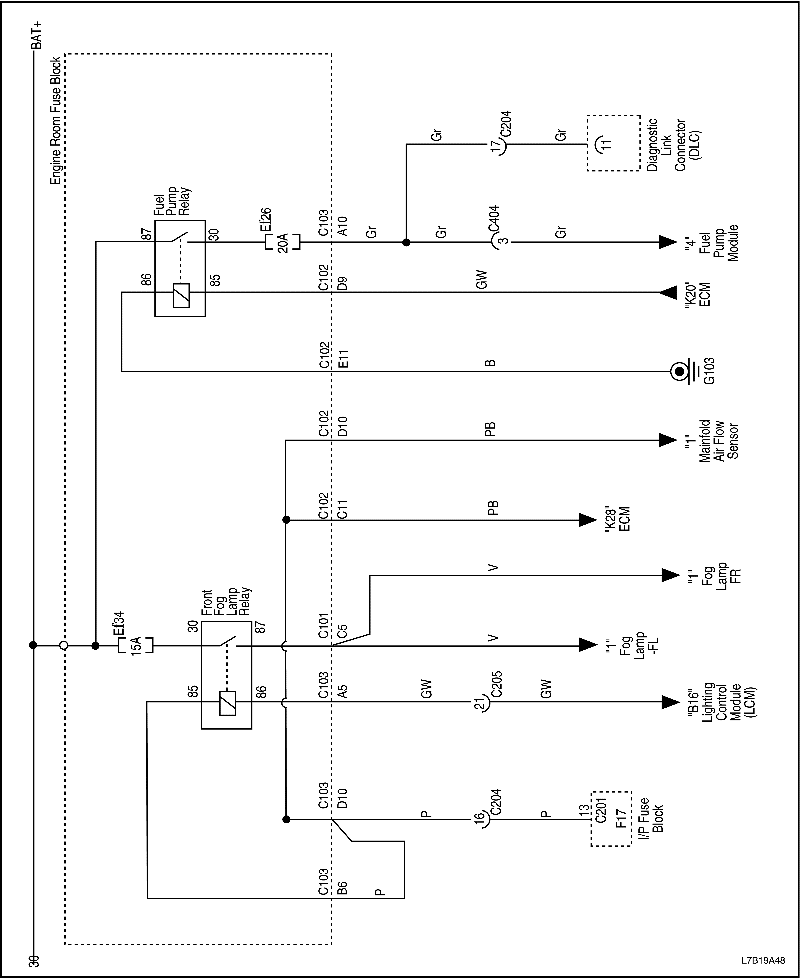 BAT+
Engine Room Fuse Block
Fuel
Pump
Relay
87
30
86
85
Ef26
20A
C103
A10
Gr
Gr
17
C204
Gr
11
Diagnostic
Link
Connector
(DLC)
3
C404
Gr
"4"
Fuel
Pump
Module
C102
D9
GW
"K20"
ECM
C102
E11
B
G103
C102
D10
PB
"1"
Mainfold
Air Flow
Sensor
C102
C11
PB
"K28"
ECM
Ef34
15A
Front
Fog
Lamp
Relay
30
87
85
86
C101
C5
V
"1"
Fog
Lamp
FR
V
"1"
Fog
Lamp
-FL
C103
A5
GW
21
C205
GW
"B16"
Lighting
Control
Module
(LCM)
C103
D10
P
16
C204
P
13
C201
F17
I/P Fuse
Block
C103
B6
P
30
L7B19A48